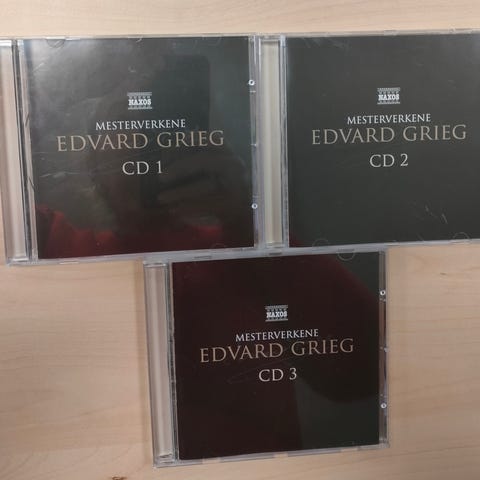 NAXOS
MESTERVERKENE
EDVARD GRIEG
CD 1
NAXOS
MESTERVERKENE
EDVARD GRIEG
CD 2
NAXOS
MESTERVERKENE
EDVARD GRIEG
CD 3